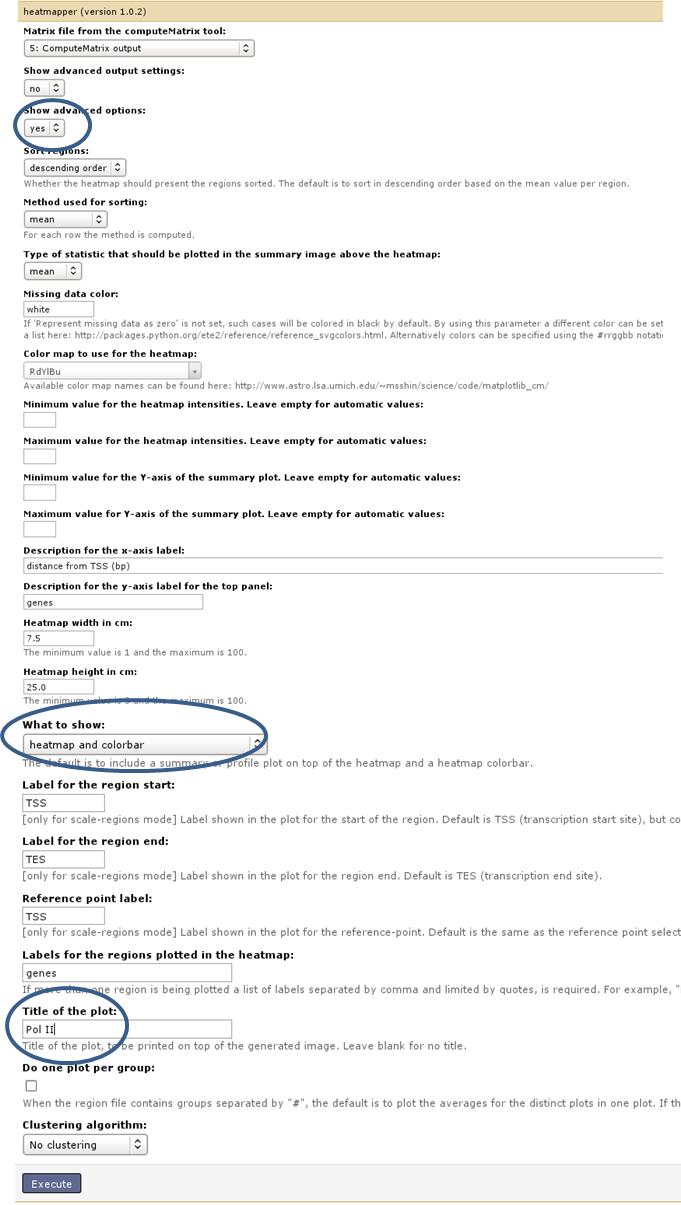 heatmapper (version 1.0.2)
Matrix file from the computeMatrix tool:
5: ComputeMatrix output
Show advanced output settings:
no
Show advanced options:
yes
Sort regions:
descending order
Whether the heatmap should present the regions sorted. The default is to sort in descending order based on the mean value per region.
Method used for sorting:
mean
For each row the method is computed.
Type of statistic that should be plotted in the summary image above the heatmap:
mean
Missing data color:
white
If 'Represent missing data as zero' is not set, such cases will be colored in black by default. By using this parameter a different color can be set
a list here: http://packages.python.org/ete2/reference/reference_svgcolors.html. Alternatively colors can be specified using the #rrggbb notati
Color map to use for the heatmap:
RdYlBu
Available color map names can be found here: http://www.astro.lsa.umich.edu/~msshin/science/code/matplotlib_cm/
Minimum value for the heatmap intensities. Leave empty for automatic values:
Maximum value for the heatmap intensities. Leave empty for automatic values:
Minimum value for the Y-axis of the summary plot. Leave empty for automatic values:
Maximum value for Y-axis of the summary plot. Leave empty for automatic values:
Description for the x-axis label:
distance from TSS (bp)
Description for the y-axis label for the top panel:
genes
Heatmap width in cm:
7.5
The minimum value is 1 and the maximum is 100.
Heatmap height in cm:
25.0
The minimum value is 3 and the maximum is 100.
What to show:
heatmap and colorbar
The default is to include a summary or profile plot on top of the heatmap and a heatmap colorbar.
Label for the region start:
TSS
[only for scale-regions mode] Label shown in the plot for the start of the region. Default is TSS (transcription start site), but co
Label for the region end:
TES
[only for scale-regions mode] Label shown in the plot for the region end. Default is TES (transcription end site).
Reference point label:
TSS
[only for scale-regions mode] Label shown in the plot for the reference-point. Default is the same as the reference point select
Labels for the regions plotted in the heatmap:
genes
If more than one region is being plotted a list of labels separated by comma and limited by quotes, is required. For example, "
Title of the plot:
Pol II
Title of the plot, to be printed on top of the generated image. Leave blank for no title.
Do one plot per group:
When the region file contains groups separated by "#", the default is to plot the averages for the distinct plots in one plot. If th
Clustering algorithm:
No clustering
Execute